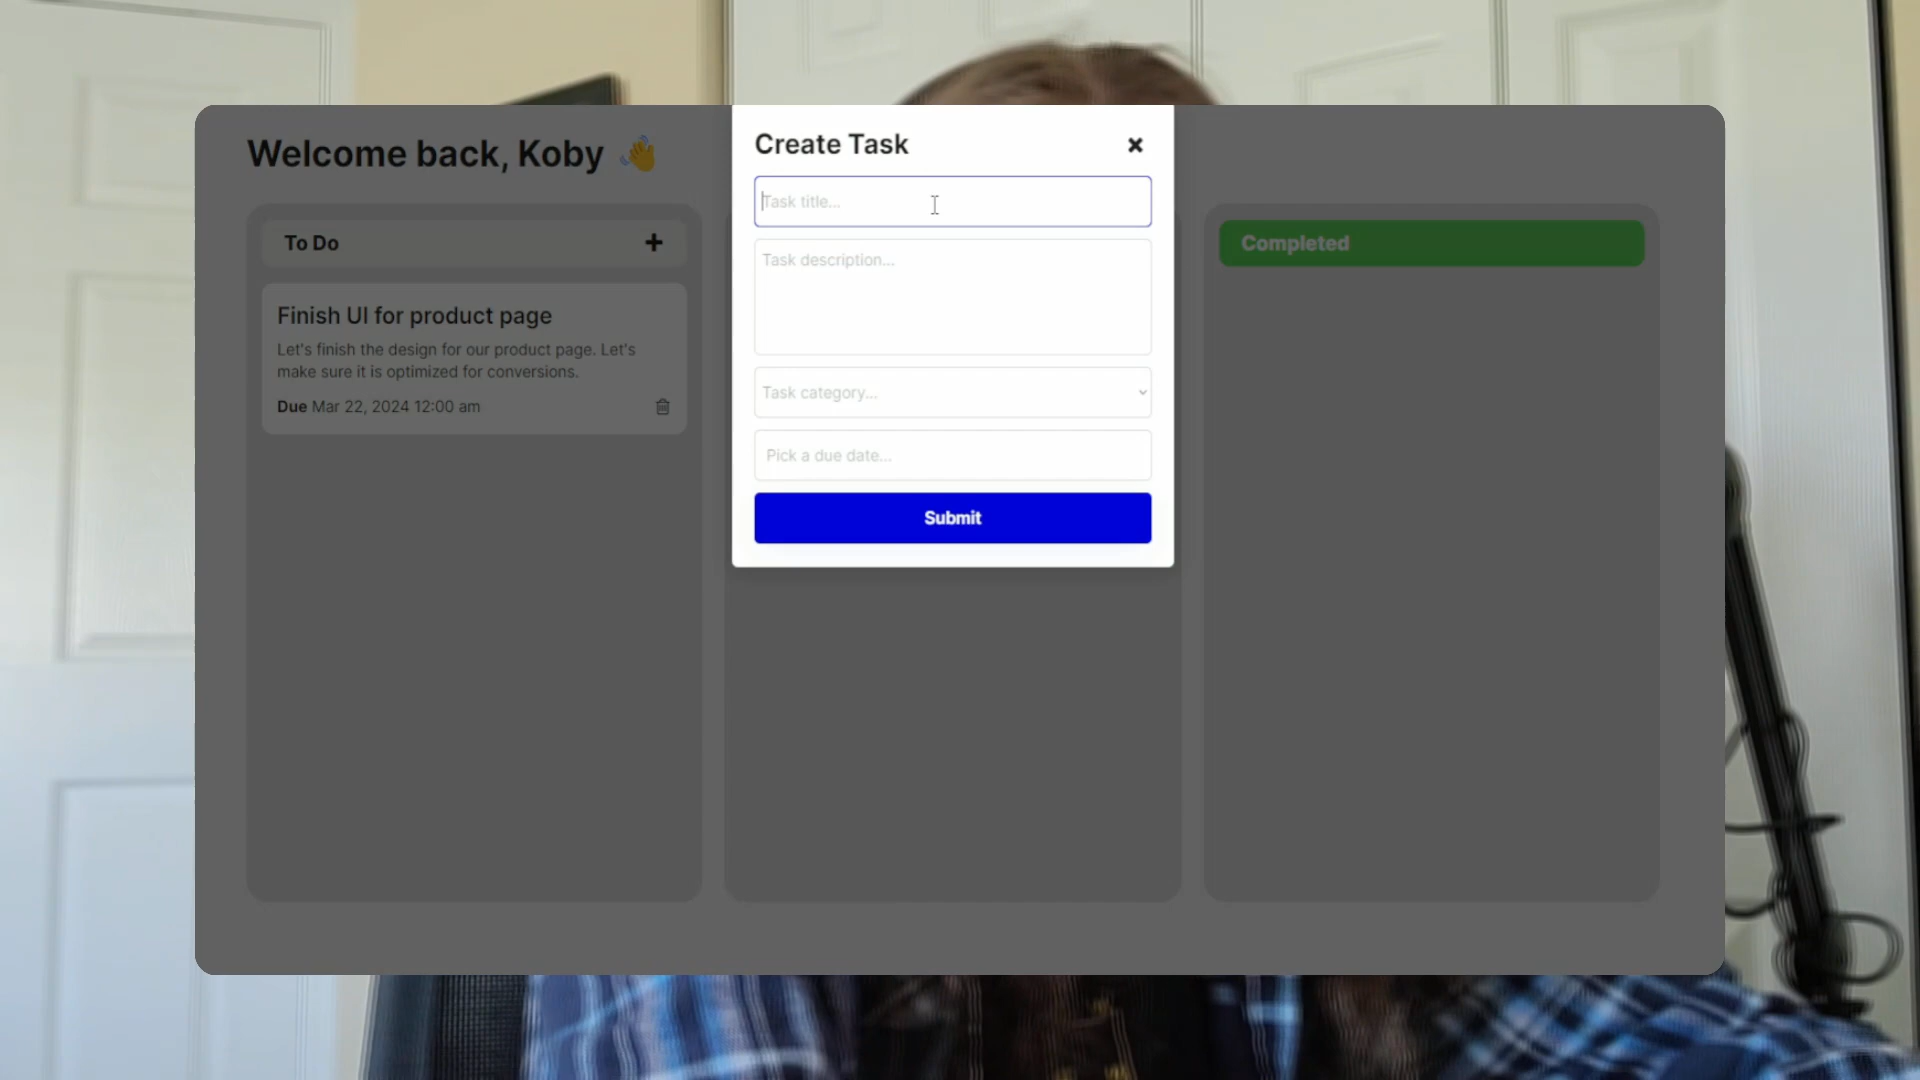 Welcome back, Koby 👋
To Do
+
Finish UI for product page
Let's finish the design for our product page. Let's
make sure it is optimized for conversions.
Due Mar 22, 2024 12:00 am
Create Task
Task title...
Task description...
Task category...
Pick a due date...
Submit
Completed